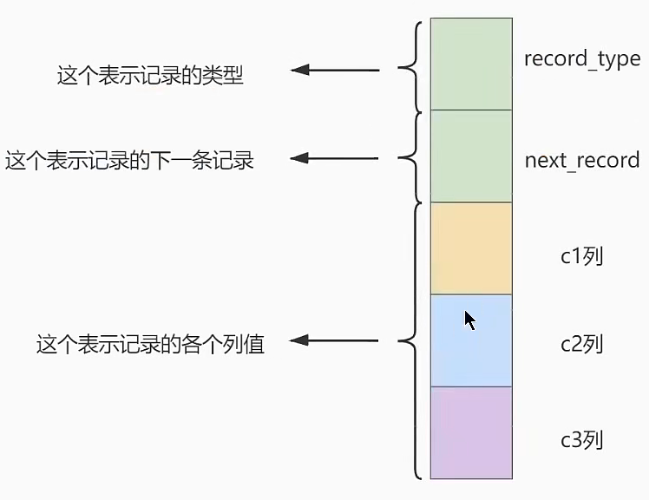 这个表示记录的类型
record_type
这个表示记录的下一条记录
next_record
c1列
这个表示记录的各个列值
c2列
c3列